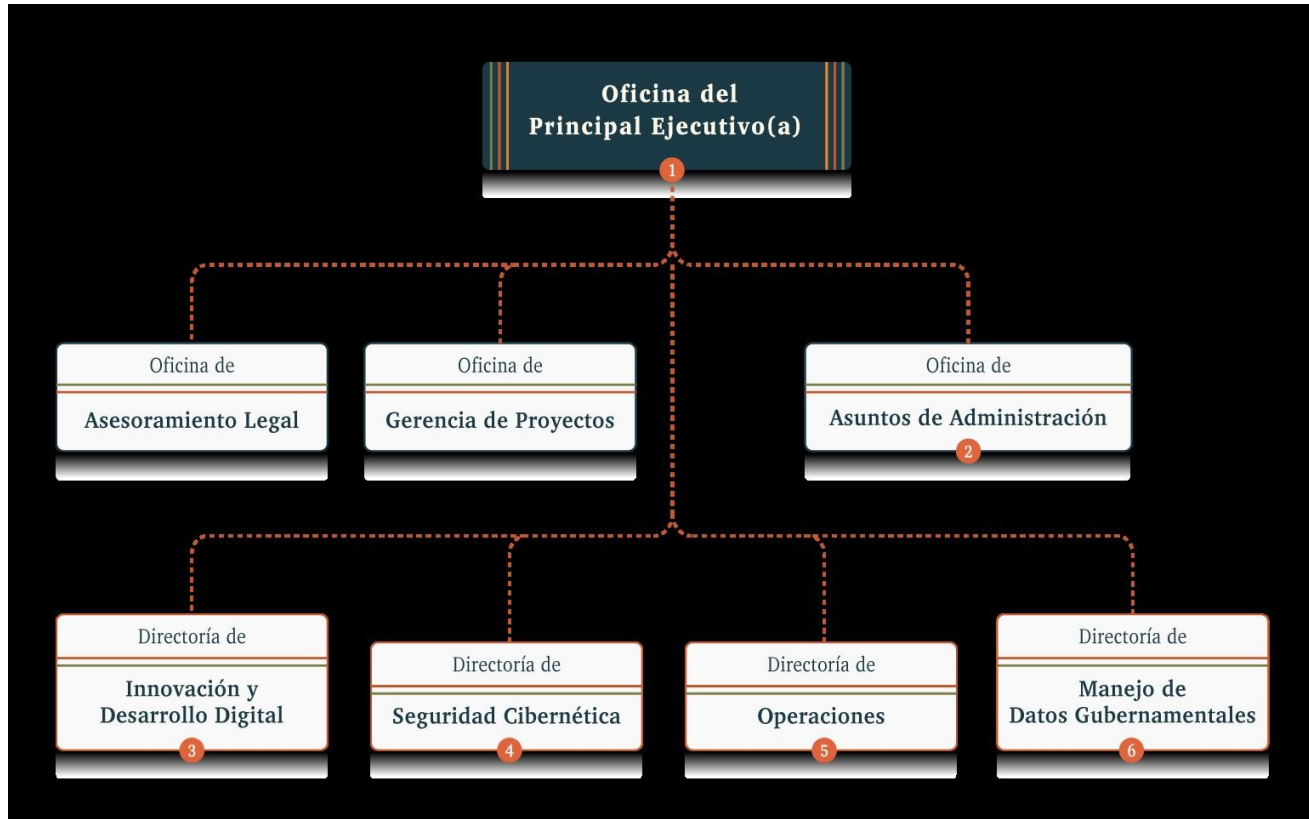 Oficina del
Principal Ejecutivo(a)
1
Oficina de
Asesoramiento Legal
Oficina de
Gerencia de Proyectos
Oficina de
Asuntos de Administración
2
Directoría de
Innovación y
Desarrollo Digital
3
Directoría de
Seguridad Cibernética
4
Directoría de
Operaciones
5
Directoría de
Manejo de
Datos Gubernamentales
6